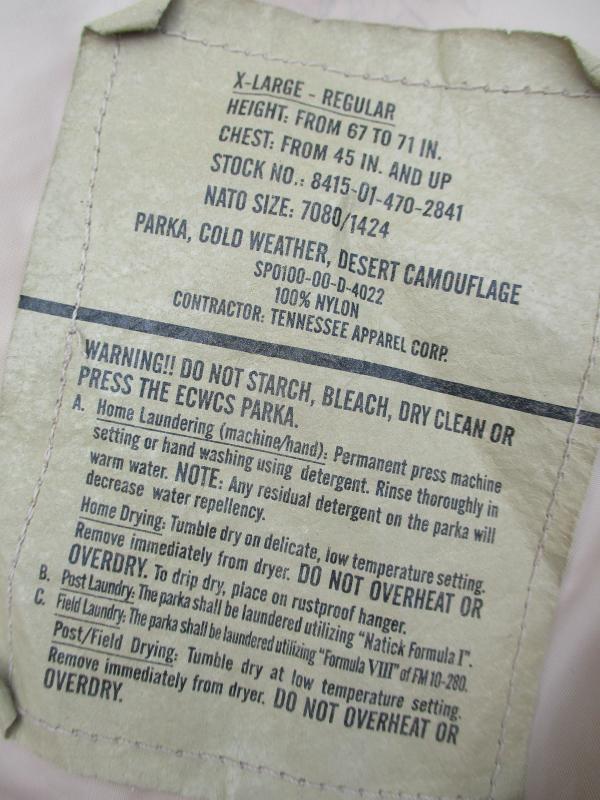 X-LARGE - REGULAR
HEIGHT: FROM 67 TO 71 IN.
CHEST: FROM 45 IN. AND UP
STOCK NO.: 8415-01-470-2841
NATO SIZE: 7080/1424
PARKA, COLD WEATHER, DESERT CAMOUFLAGE
SPO100-00-D-4022
100% NYLON
CONTRACTOR: TENNESSEE APPAREL CORP.
WARNING!! DO NOT STARCH, BLEACH, DRY CLEAN OR
PRESS THE ECWCS PARKA.
A. Home Laundering (machine/hand): Permanent press machine
setting or hand washing using detergent. Rinse thoroughly in
warm water. NOTE: Any residual detergent on the parka will
decrease water repellency.
Home Drying: Tumble dry on delicate, low temperature setting.
Remove immediately from dryer. DO NOT OVERHEAT OR
OVERDRY. To drip dry, place on rustproof hanger.
B. Post Laundry: The parka shall be laundered utilizing "Natick Formula I".
C. Field Laundry: The parka shall be laundered utilizing "Formula VIII" of FM 10-280.
Post/Field Drying: Tumble dry at low temperature setting.
Remove immediately from dryer. DO NOT OVERHEAT OR
OVERDRY.